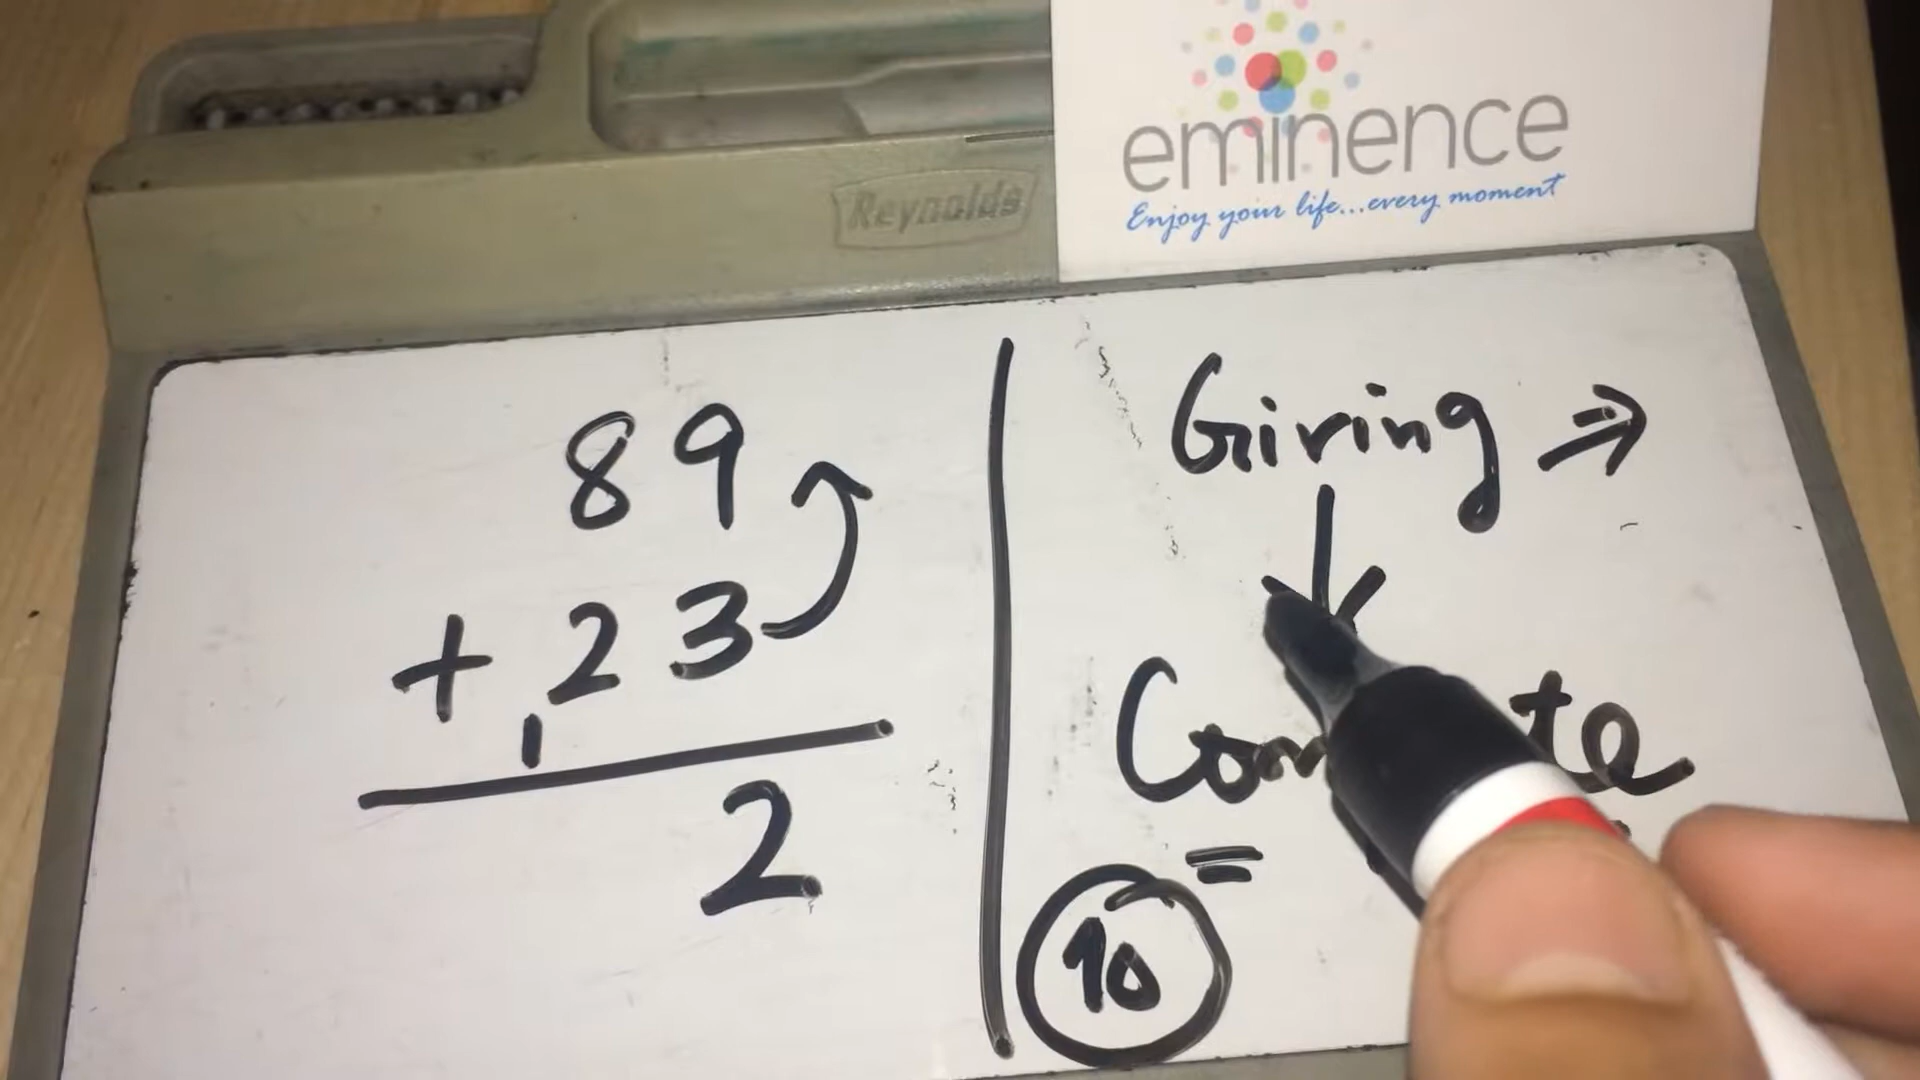 eminence
Enjoy your life...every moment
Reynolds
89
+ 23
1
2
Giving ⇒
↓
10